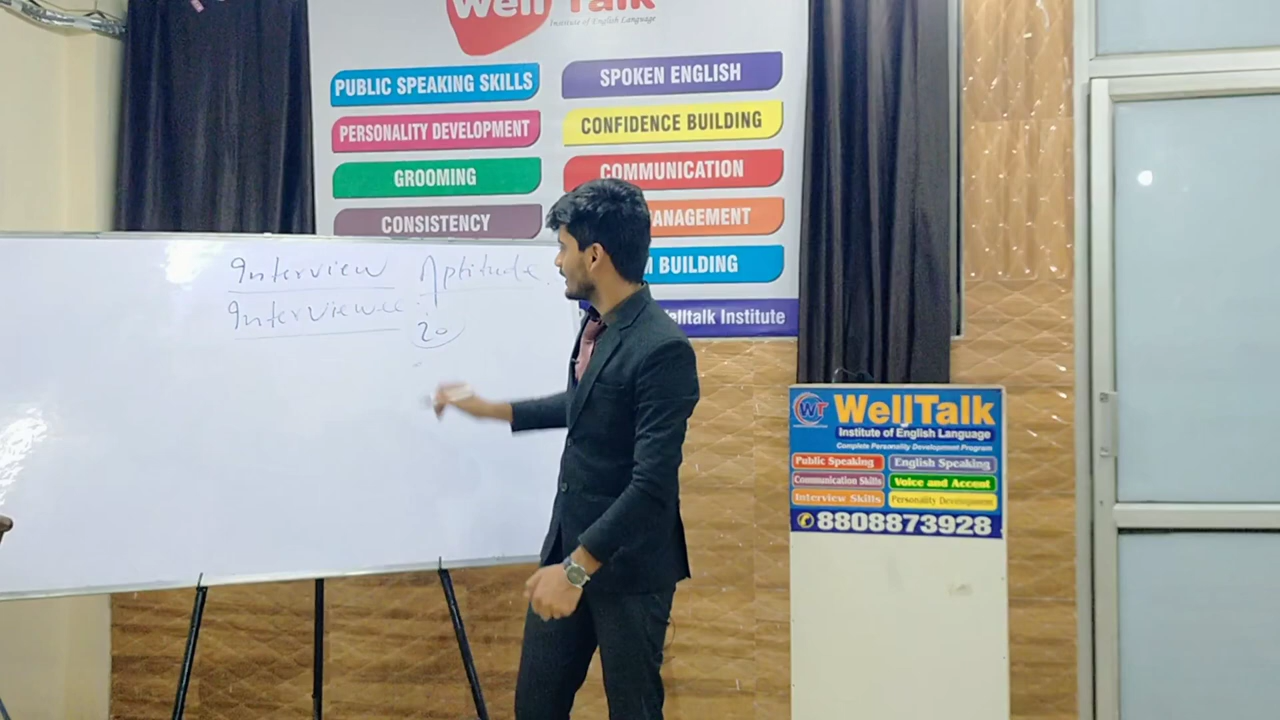 Well Talk
Institute of English Language
PUBLIC SPEAKING SKILLS
SPOKEN ENGLISH
PERSONALITY DEVELOPMENT
CONFIDENCE BUILDING
GROOMING
COMMUNICATION
CONSISTENCY
MANAGEMENT
BUILDING
Welltalk Institute
Interview Aptitude
Interviewee
20
WellTalk
Institute of English Language
Complete Personality Development Program
Public Speaking
English Speaking
Communication Skills
Voice and Accent
Interview Skills
Personality Development
8808873928